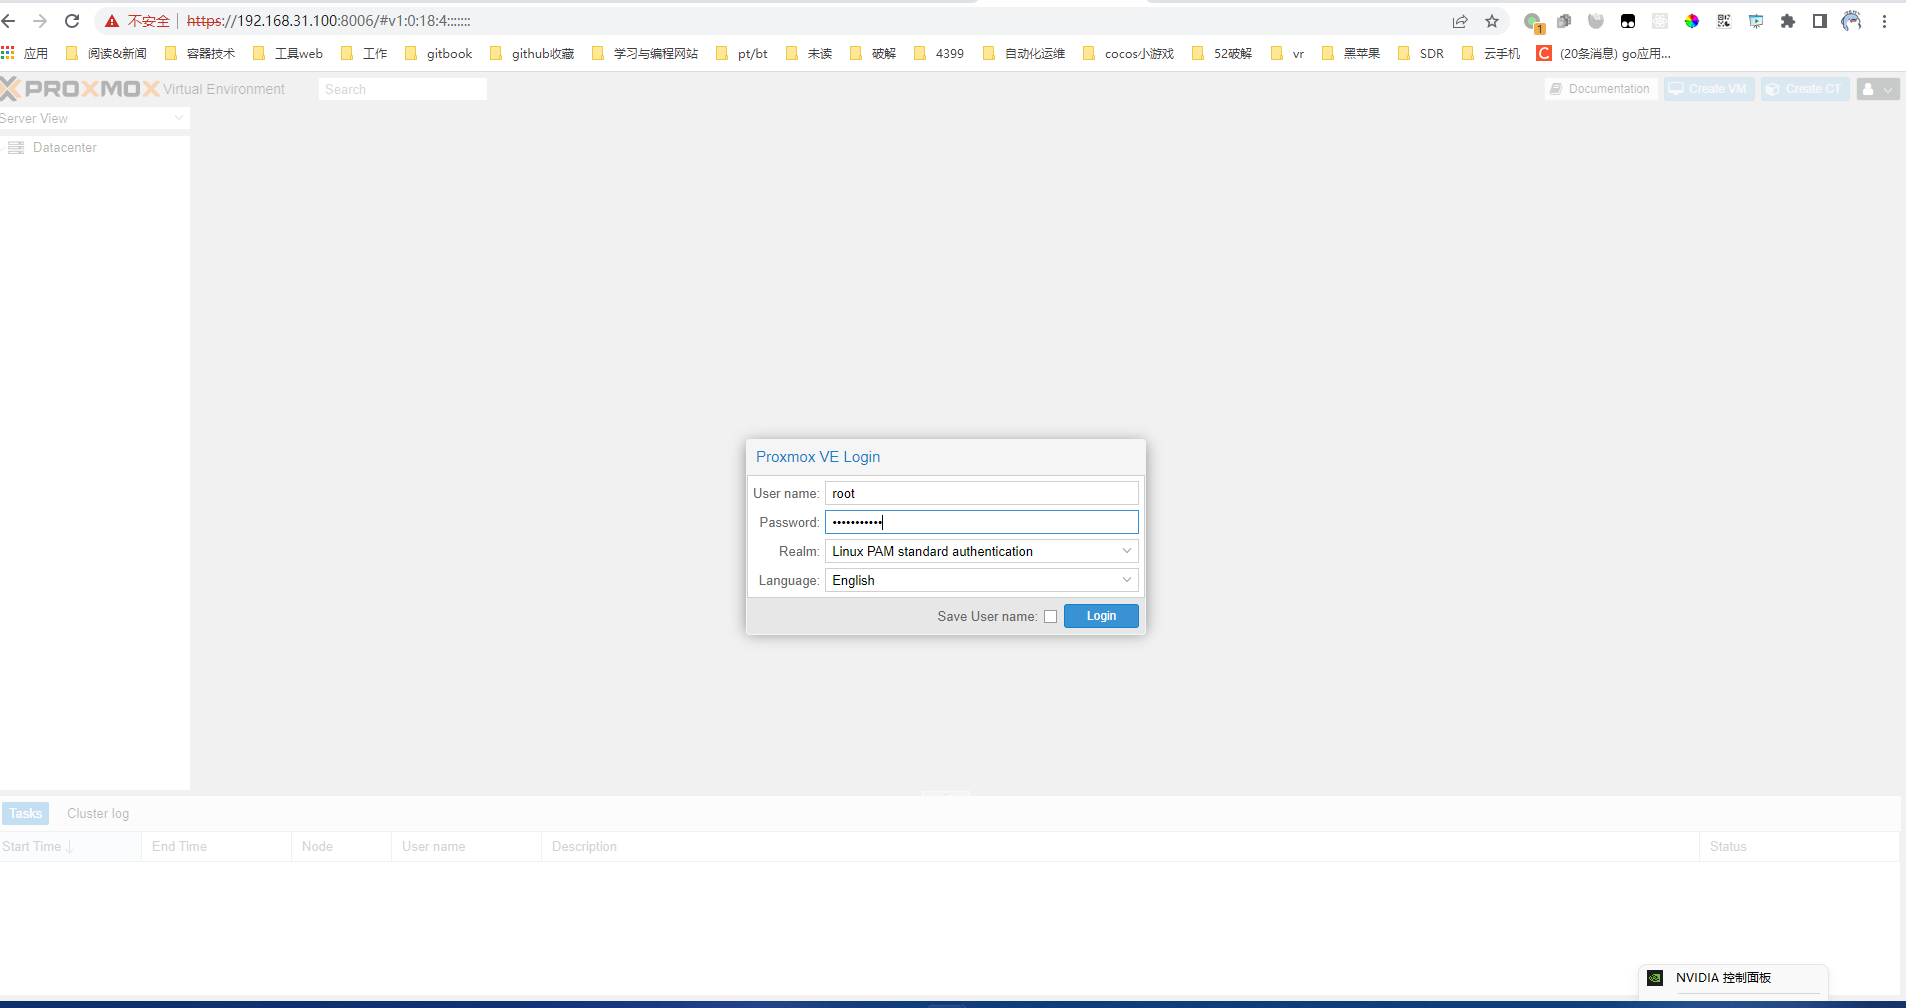 不安全 https://192.168.31.100:8006/#v1:0:18:4:::::::
1
应用 阅读&新闻 容器技术 工具web 工作 gitbook github收藏 学习与编程网站 pt/bt 未读 破解 4399 自动化运维 cocos小游戏 52破解 vr 黑苹果 SDR 云手机 C (20条消息) go应用...
PROXMOX Virtual Environment Search Documentation Create VM Create CT
Server View
Datacenter
Proxmox VE Login
User name: root
Password: •••••••••••
Realm: Linux PAM standard authentication
Language: English
Save User name: Login
Tasks Cluster log
Start Time End Time Node User name Description Status
NVIDIA 控制面板